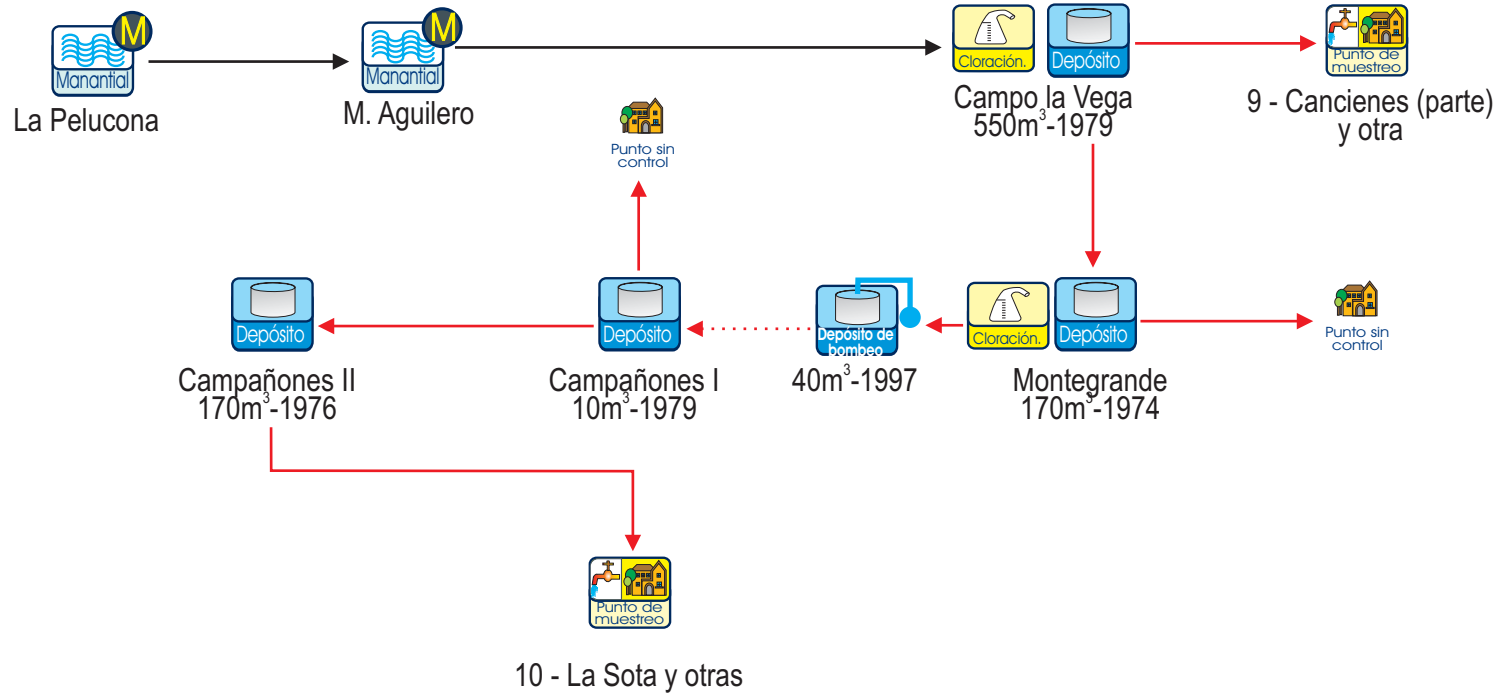 M
Manantial
La Pelucona
M
Manantial
M. Aguilero
Cloración.
Depósito
Campo la Vega
550m³-1979
Punto de
muestreo
9 - Cancienes (parte)
y otra
Punto sin
control
Depósito
Campañones II
170m³-1976
Depósito
Campañones I
10m³-1979
Depósito de
bombeo
40m³-1997
Cloración.
Depósito
Montegrande
170m³-1974
Punto sin
control
Punto de
muestreo
10 - La Sota y otras